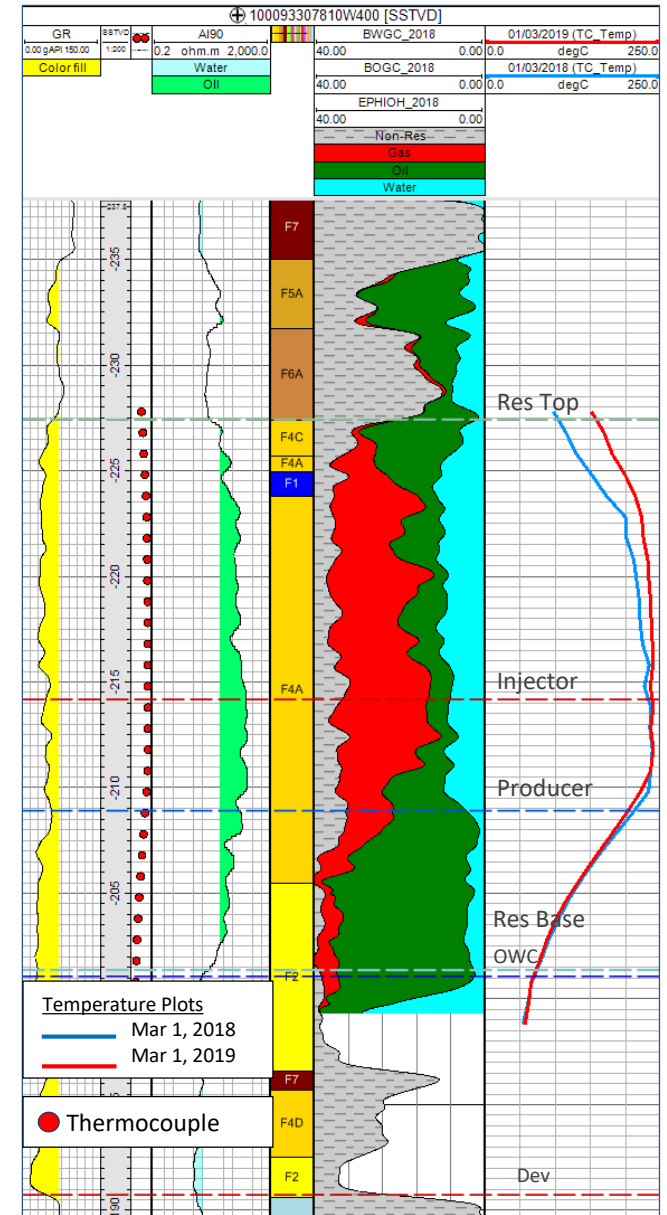 100093307810W400 [SSTVD]
GR SSTVD AI90 BWGC_2018 01/03/2019 (TC_Temp)
0.00 gAPI 150.00 1:200 0.2 ohm.m 2,000.0 40.00 0.00 0.0 degC 250.0
Color fill Water BOGC_2018 01/03/2018 (TC_Temp)
Oil 40.00 0.00 0.0 degC 250.0
EPHIOH_2018
40.00 0.00
Non-Res
Gas
Oil
Water
-237.8
F7
-235
F5A
-230
F6A
Res Top
F4C
F4A
-225
F1
-220
-215
Injector
F4A
-210
Producer
-205
Res Base
OWC
F2
Temperature Plots
Mar 1, 2018
Mar 1, 2019
F7
Thermocouple
F4D
F2
Dev
190